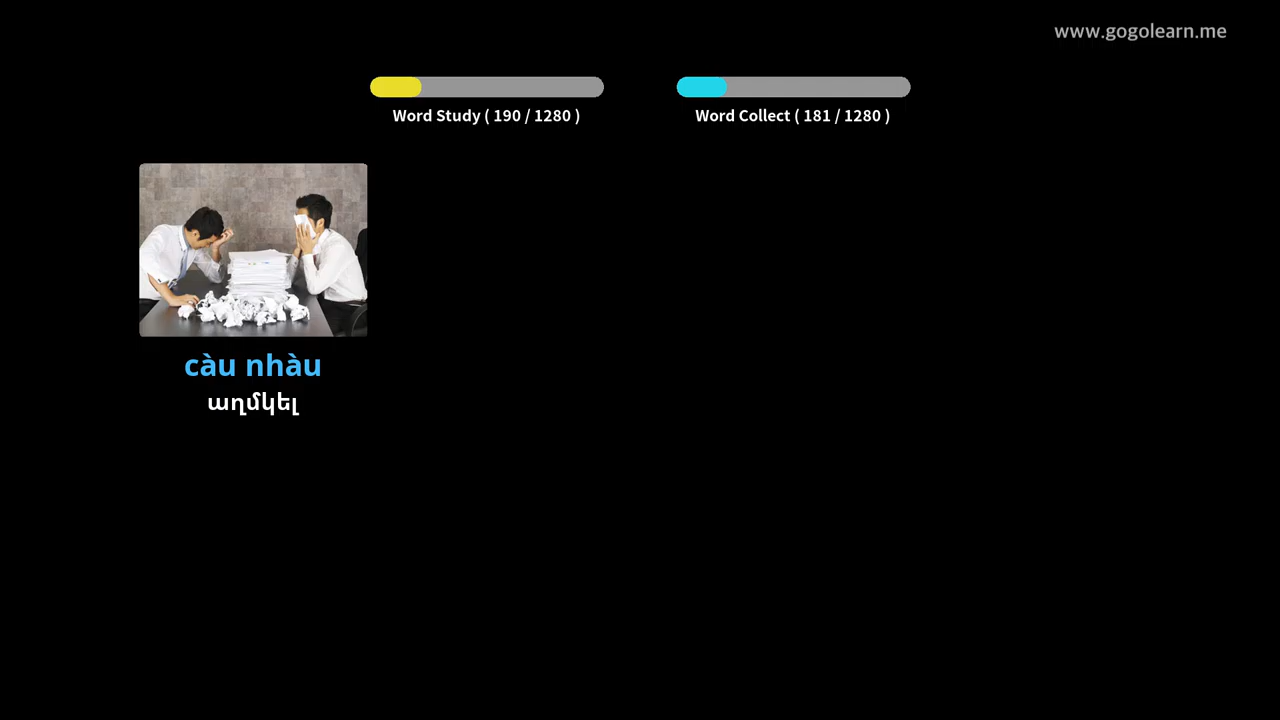 www.gogolearn.me
Word Study ( 190 / 1280 )
Word Collect ( 181 / 1280 )
càu nhàu
աղմկել